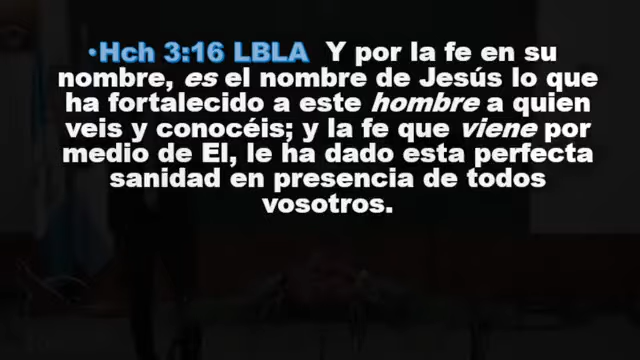 •Hch 3:16 LBLA Y por la fe en su
nombre, es el nombre de Jesús lo que
ha fortalecido a este hombre a quien
veis y conocéis; y la fe que viene por
medio de El, le ha dado esta perfecta
sanidad en presencia de todos
vosotros.